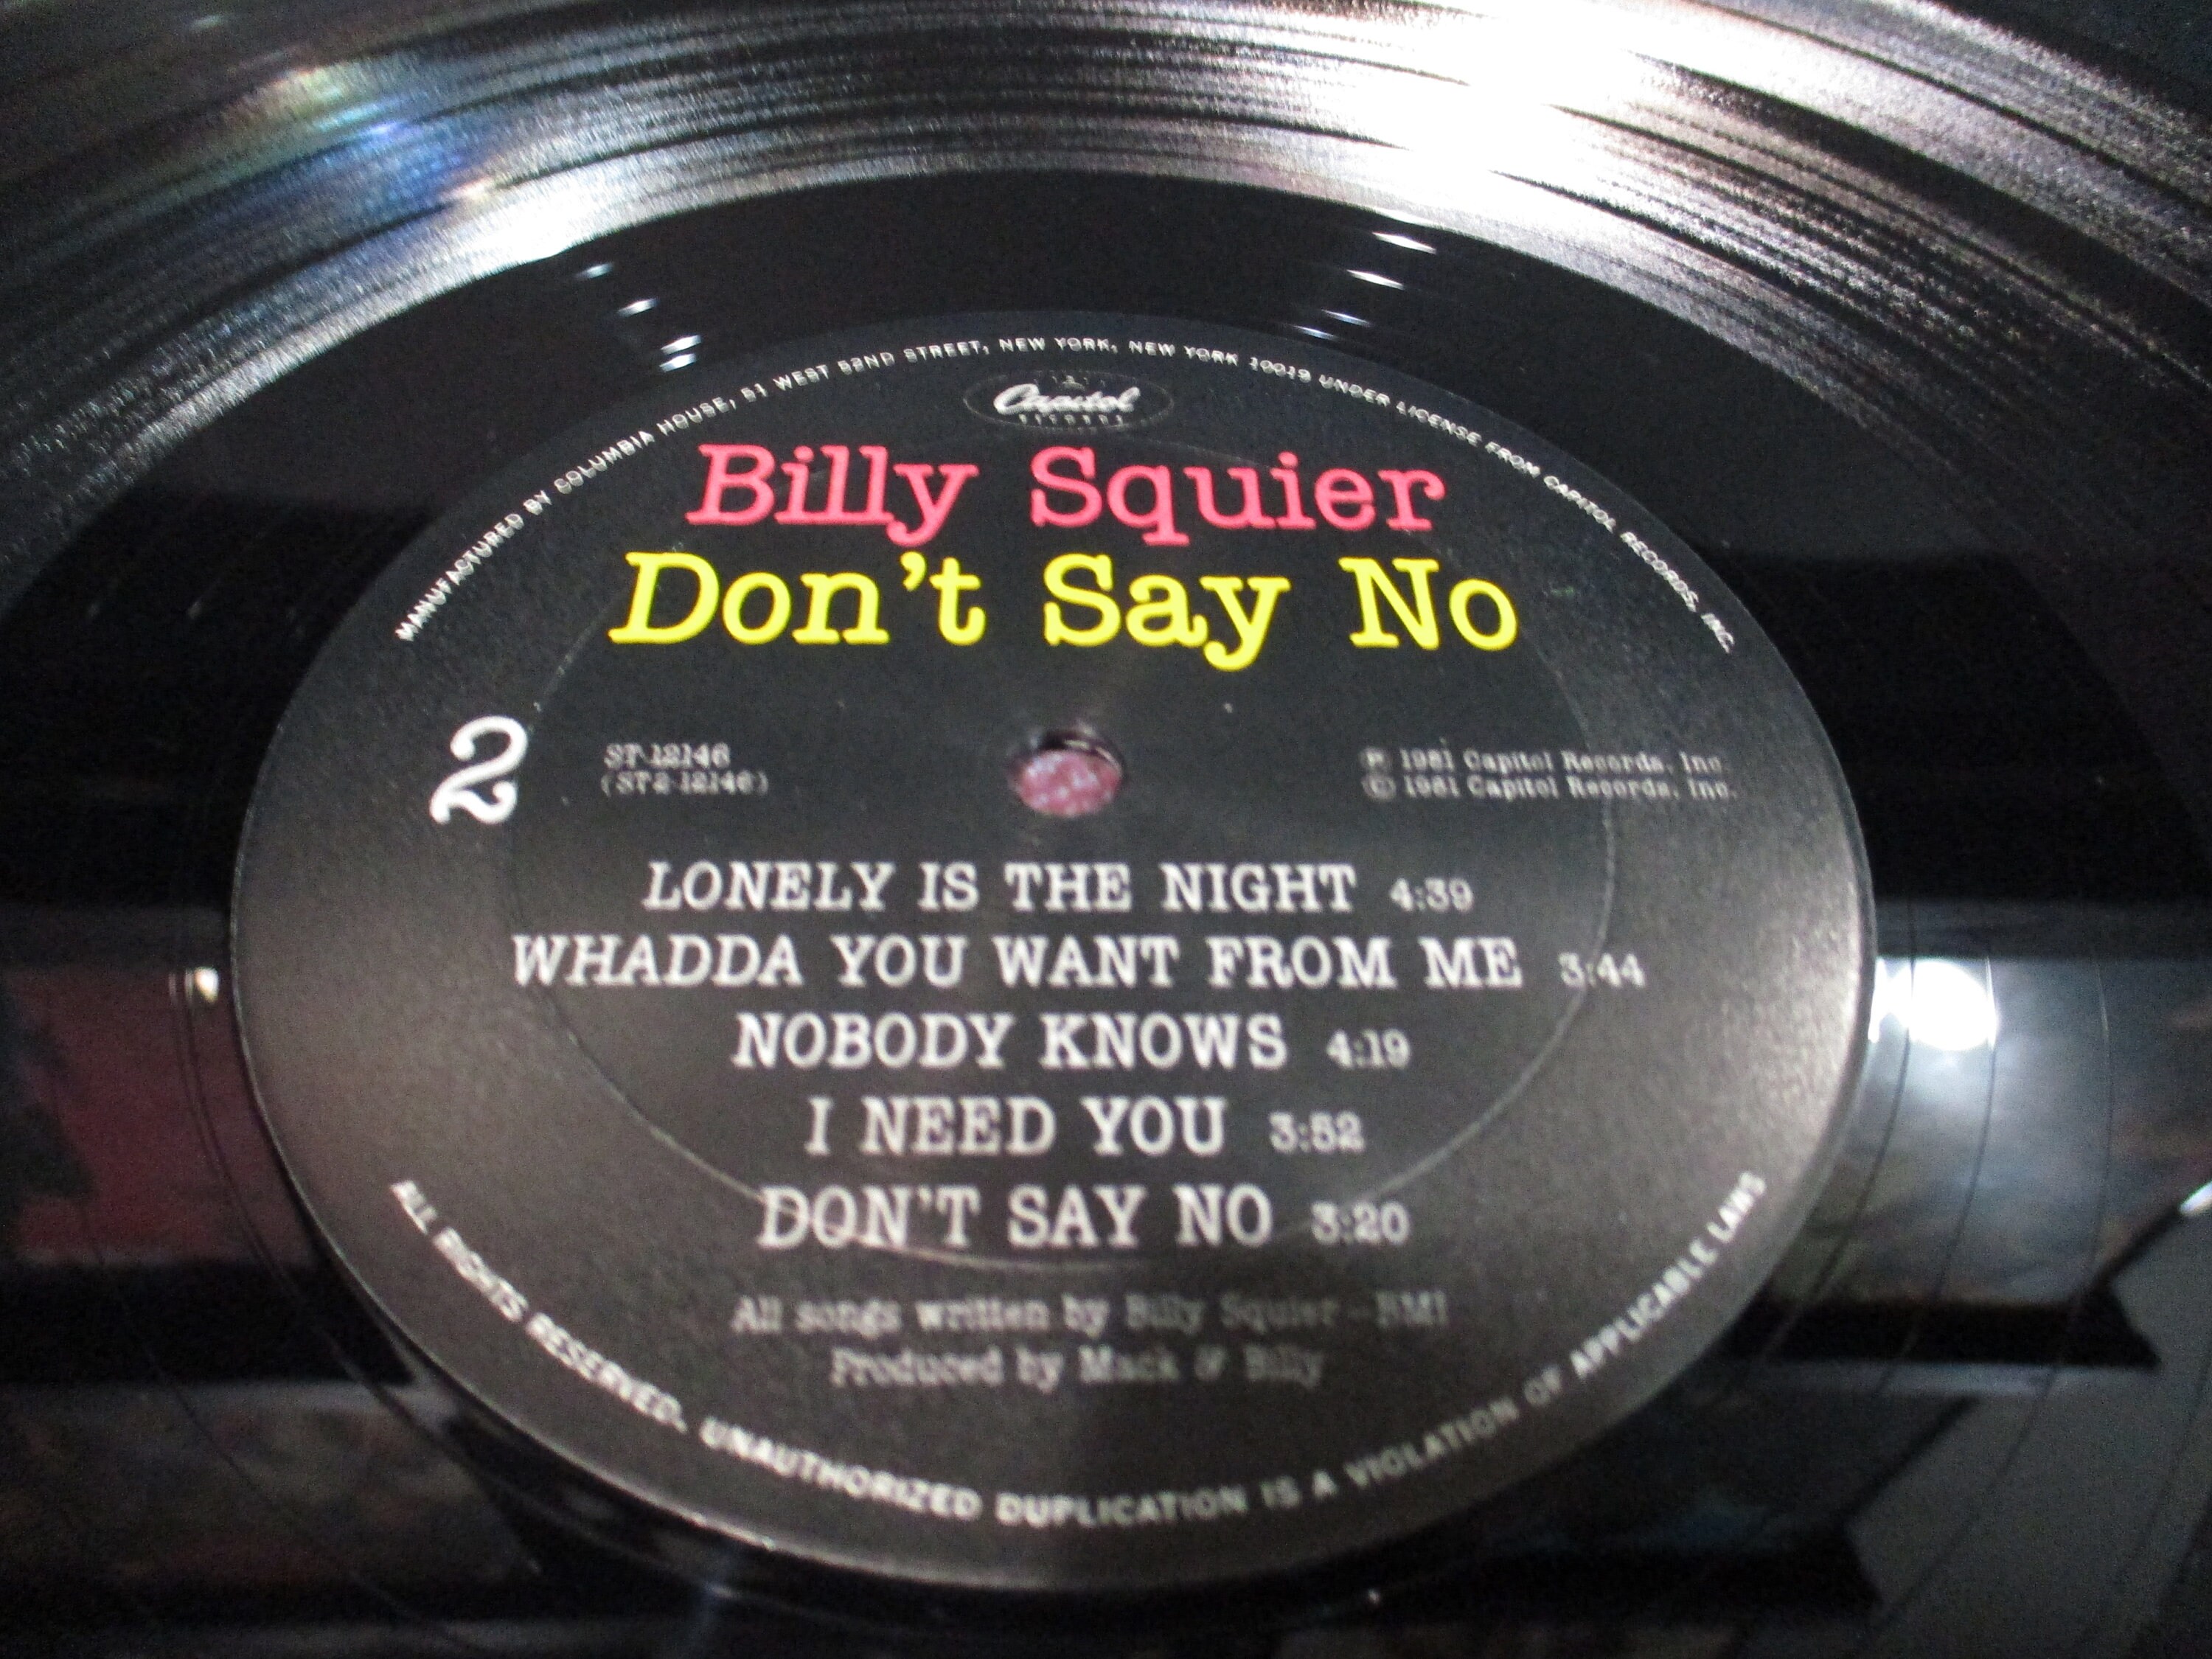 MANUFACTURED BY COLUMBIA HOUSE, 51 WEST 52ND STREET, NEW YORK, NEW YORK 10019 UNDER LICENSE FROM CAPITOL RECORDS, INC.
Capitol
RECORDS
Billy Squier
Don't Say No
2
ST-12146
(ST2-12146)
℗ 1981 Capitol Records, Inc.
© 1981 Capitol Records, Inc.
LONELY IS THE NIGHT 4:39
WHADDA YOU WANT FROM ME 3:44
NOBODY KNOWS 4:19
I NEED YOU 3:52
DON'T SAY NO 3:20
All songs written by Billy Squier - BMI
Produced by Mack & Billy
ALL RIGHTS RESERVED. UNAUTHORIZED DUPLICATION IS A VIOLATION OF APPLICABLE LAWS